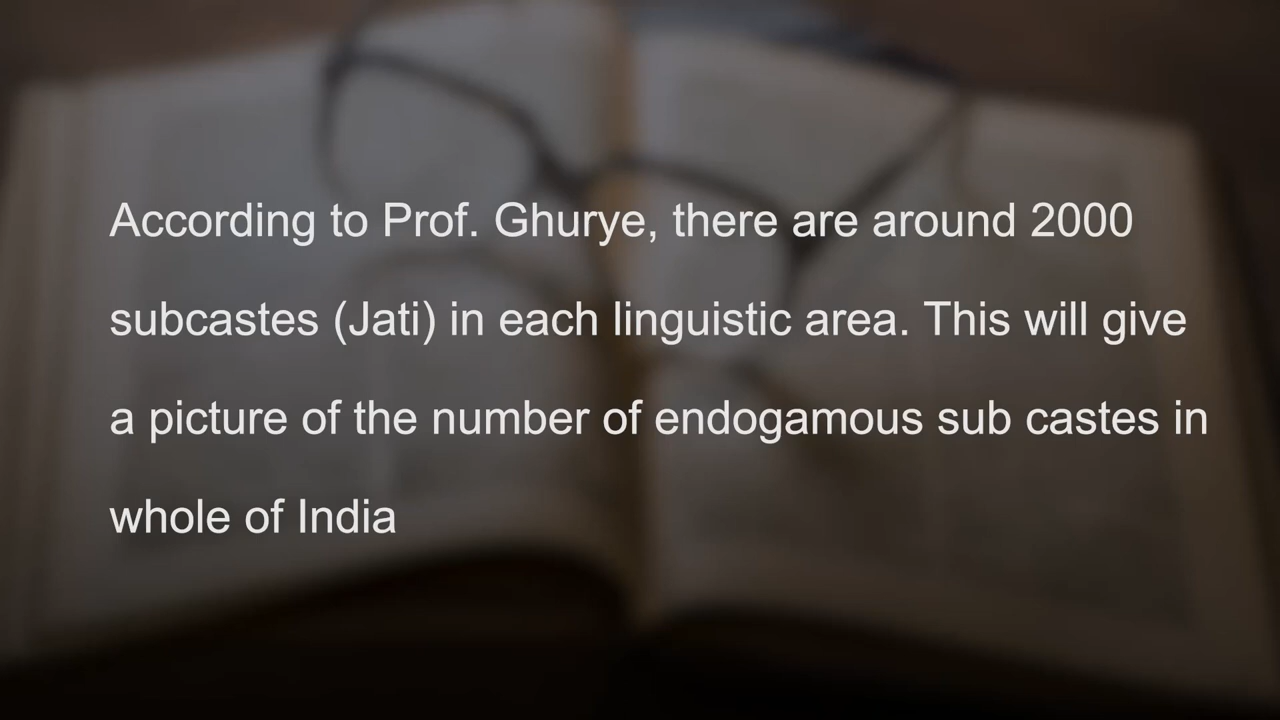 According to Prof. Ghurye, there are around 2000
subcastes (Jati) in each linguistic area. This will give
a picture of the number of endogamous sub castes in
whole of India